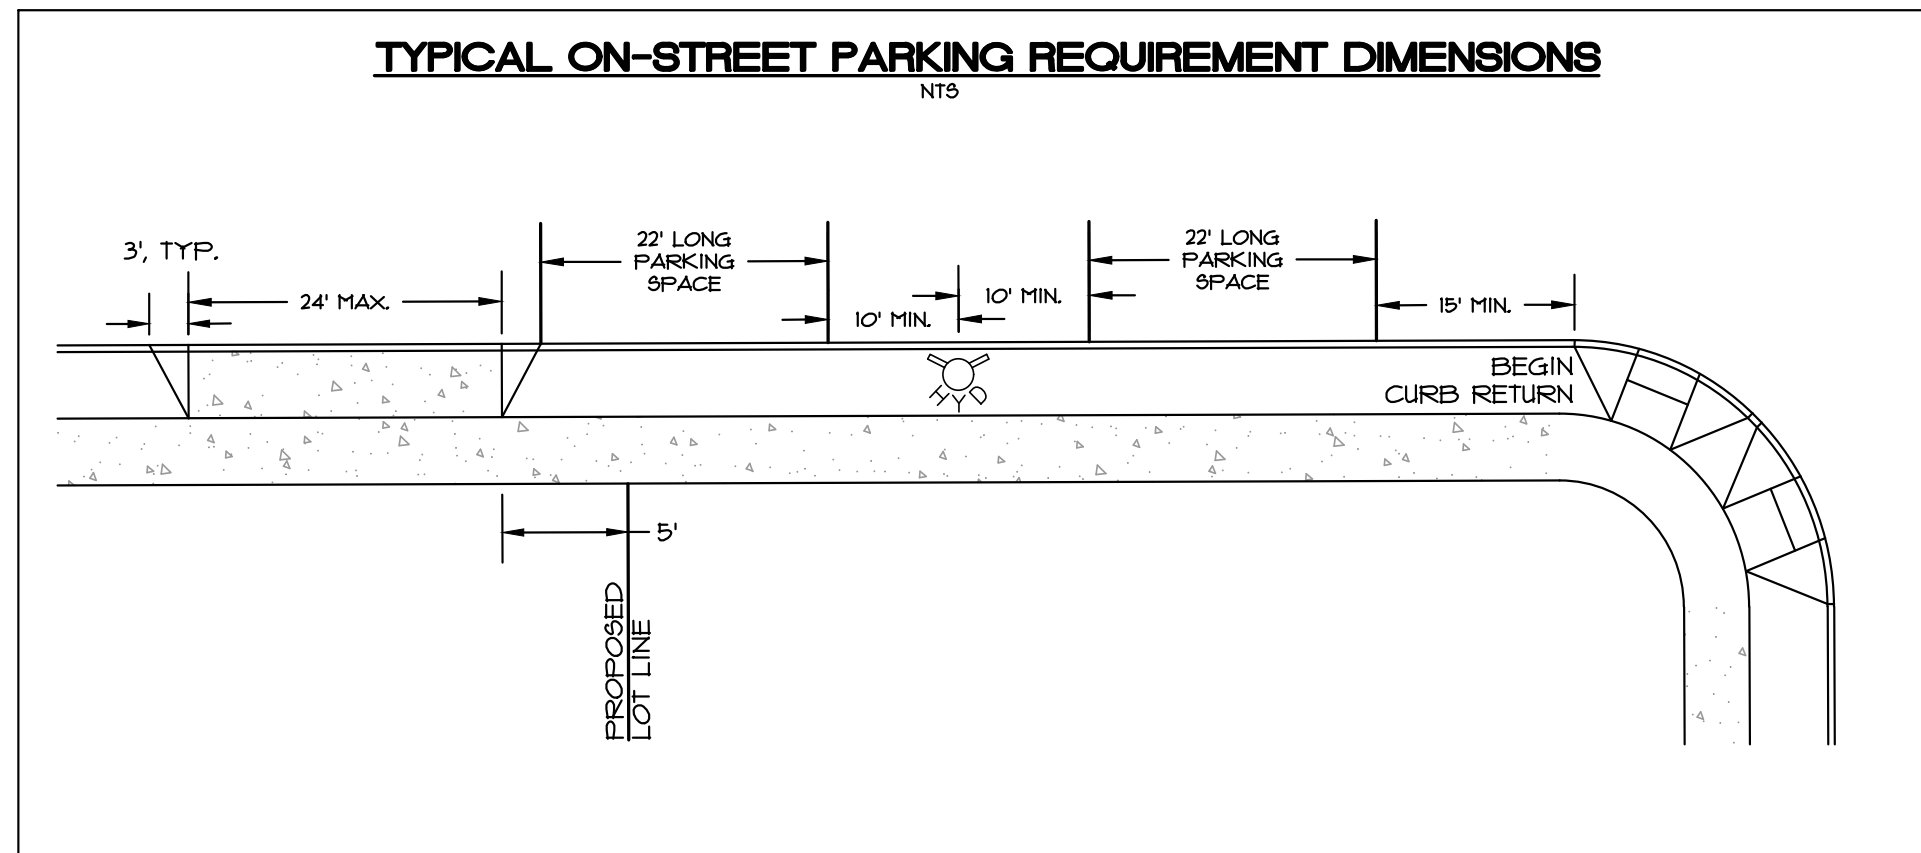 TYPICAL ON-STREET PARKING REQUIREMENT DIMENSIONS
NTS
3', TYP.
24' MAX.
22' LONG
PARKING
SPACE
10' MIN.
10' MIN.
22' LONG
PARKING
SPACE
15' MIN.
HYD
BEGIN
CURB RETURN
5'
PROPOSED
LOT LINE